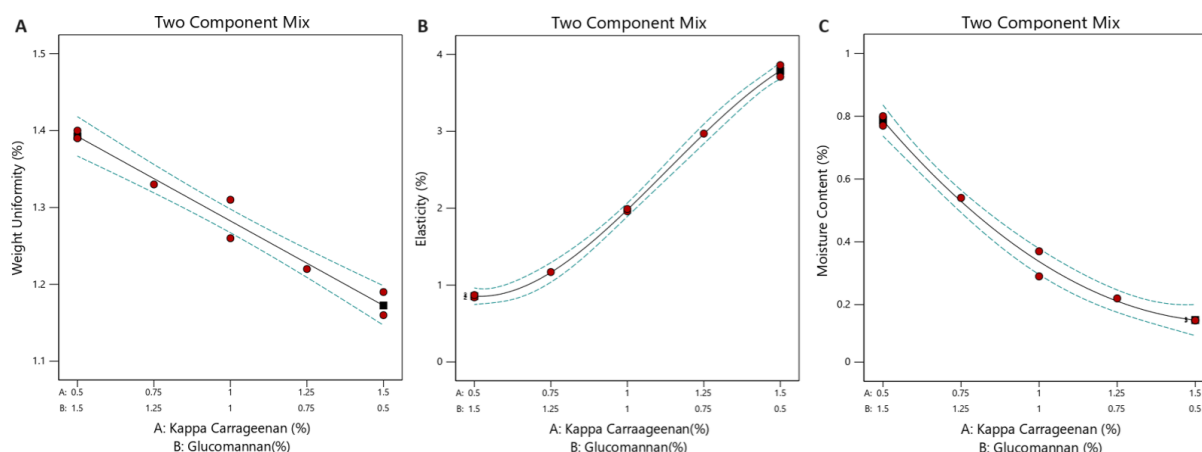 A
Two Component Mix
Weight Uniformity (%)
1.5
1.4
1.3
1.2
1.1
A: 0.5 0.75 1 1.25 1.5
B: 1.5 1.25 1 0.75 0.5
A: Kappa Carrageenan (%)
B: Glucomannan(%)
B
Two Component Mix
Elasticity (%)
4
3
2
1
0
A: 0.5 0.75 1 1.25 1.5
B: 1.5 1.25 1 0.75 0.5
A: Kappa Carraageenan(%)
B: Glucomannan(%)
C
Two Component Mix
Moisture Content (%)
1
0.8
0.6
0.4
0.2
0
A: 0.5 0.75 1 1.25 1.5
B: 1.5 1.25 1 0.75 0.5
A: Kappa Carrageenan (%)
B: Glucomannan(%)